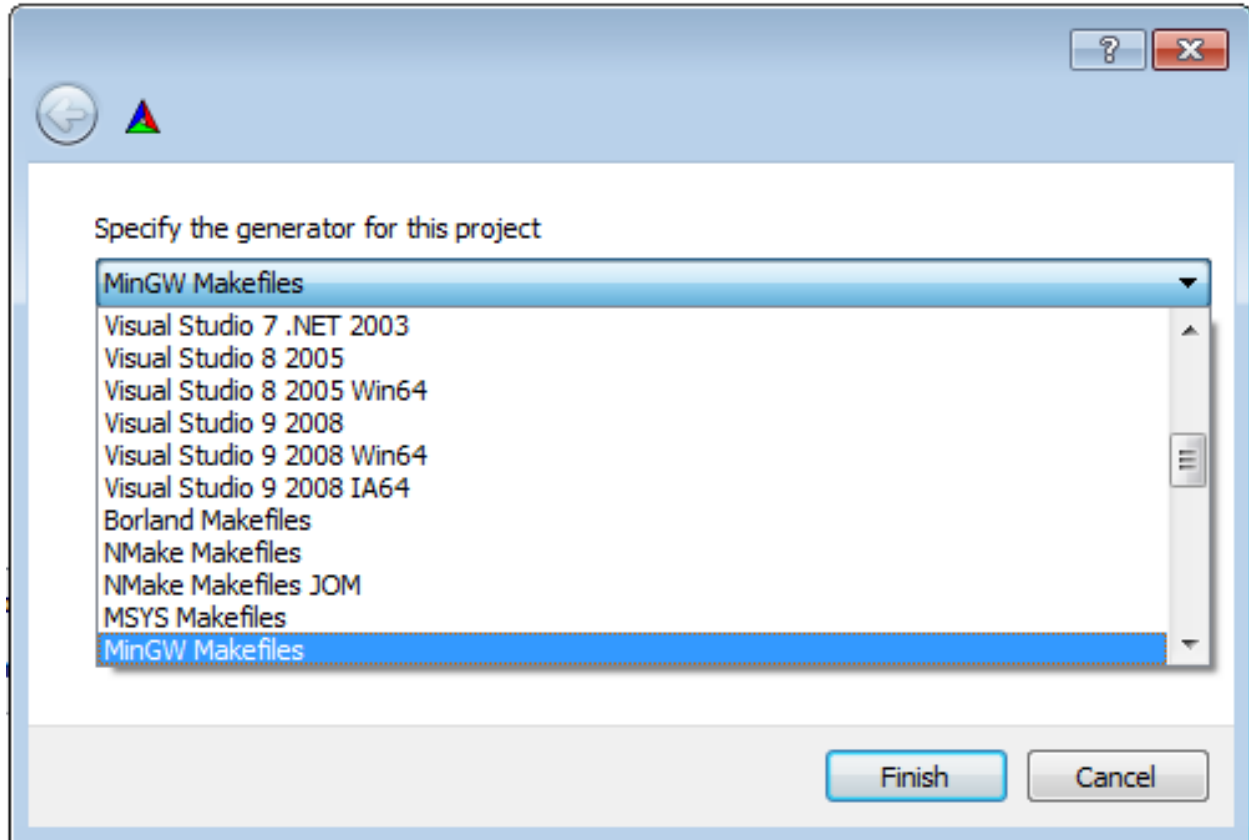 ?
Specify the generator for this project
MinGW Makefiles
Visual Studio 7 .NET 2003
Visual Studio 8 2005
Visual Studio 8 2005 Win64
Visual Studio 9 2008
Visual Studio 9 2008 Win64
Visual Studio 9 2008 IA64
Borland Makefiles
NMake Makefiles
NMake Makefiles JOM
MSYS Makefiles
MinGW Makefiles
Finish Cancel